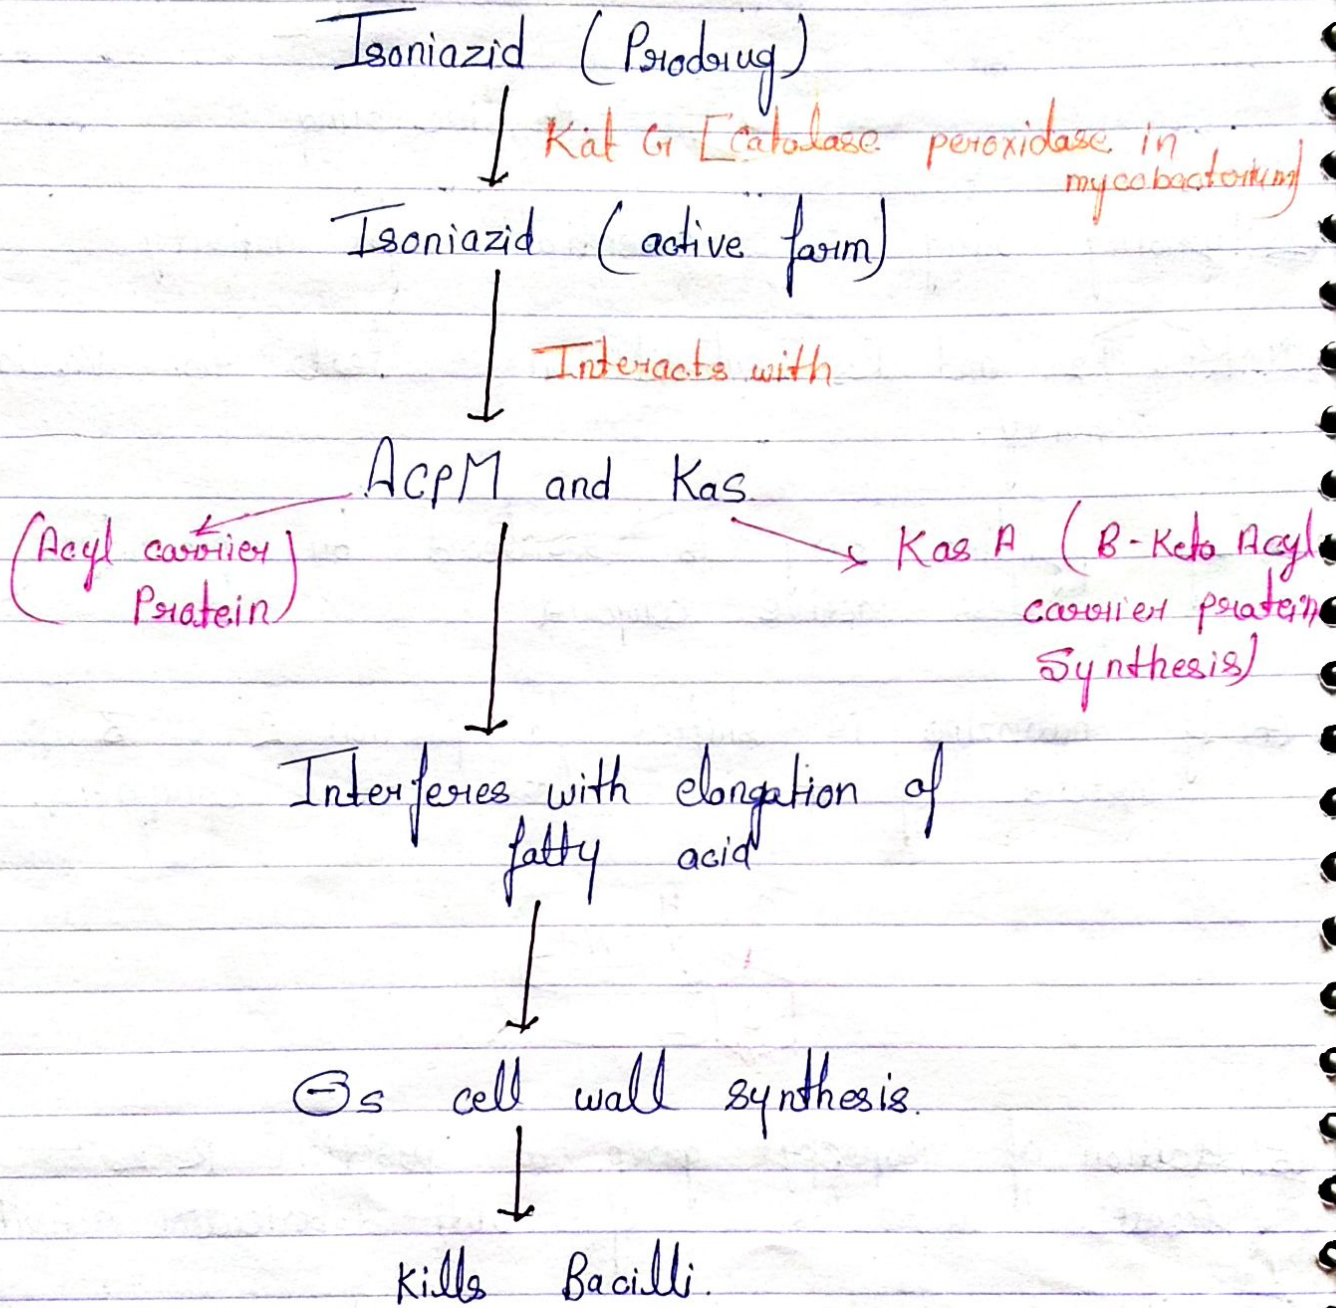 Isoniazid (Prodrug)
Kat G [Catalase peroxidase in
mycobacterium]
Isoniazid (active form)
Interacts with
AcpM and Kas
(Acyl carrier
Protein)
Kas A (B-Keto Acyl
carrier protein
Synthesis)
Interferes with elongation of
fatty acid
⊖s cell wall synthesis.
Kills Bacilli.